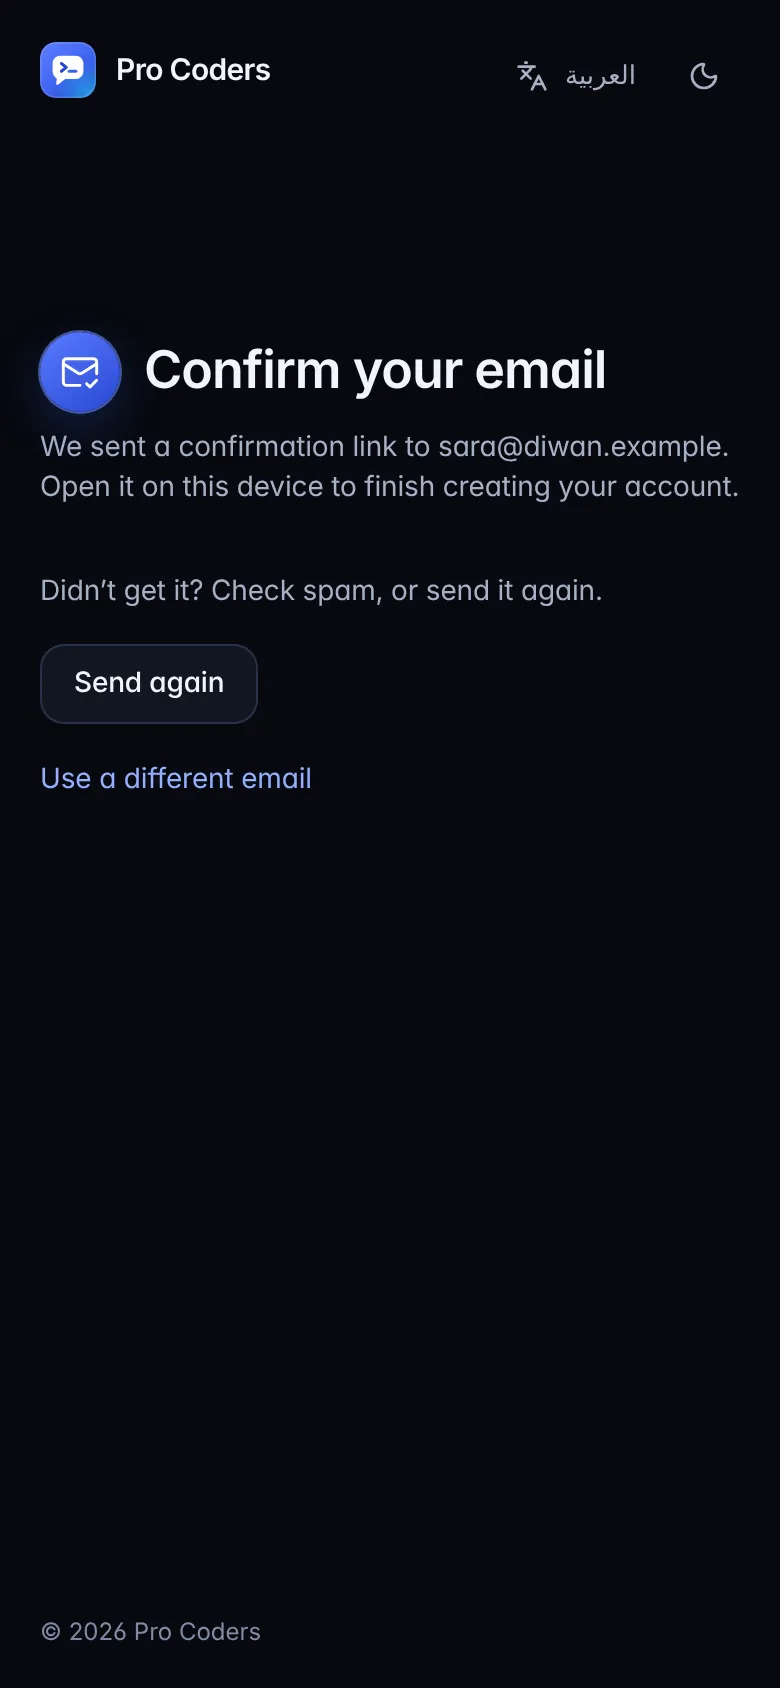 Pro Coders
العربية
Confirm your email
We sent a confirmation link to sara@diwan.example.
Open it on this device to finish creating your account.
Didn’t get it? Check spam, or send it again.
Send again
Use a different email
© 2026 Pro Coders